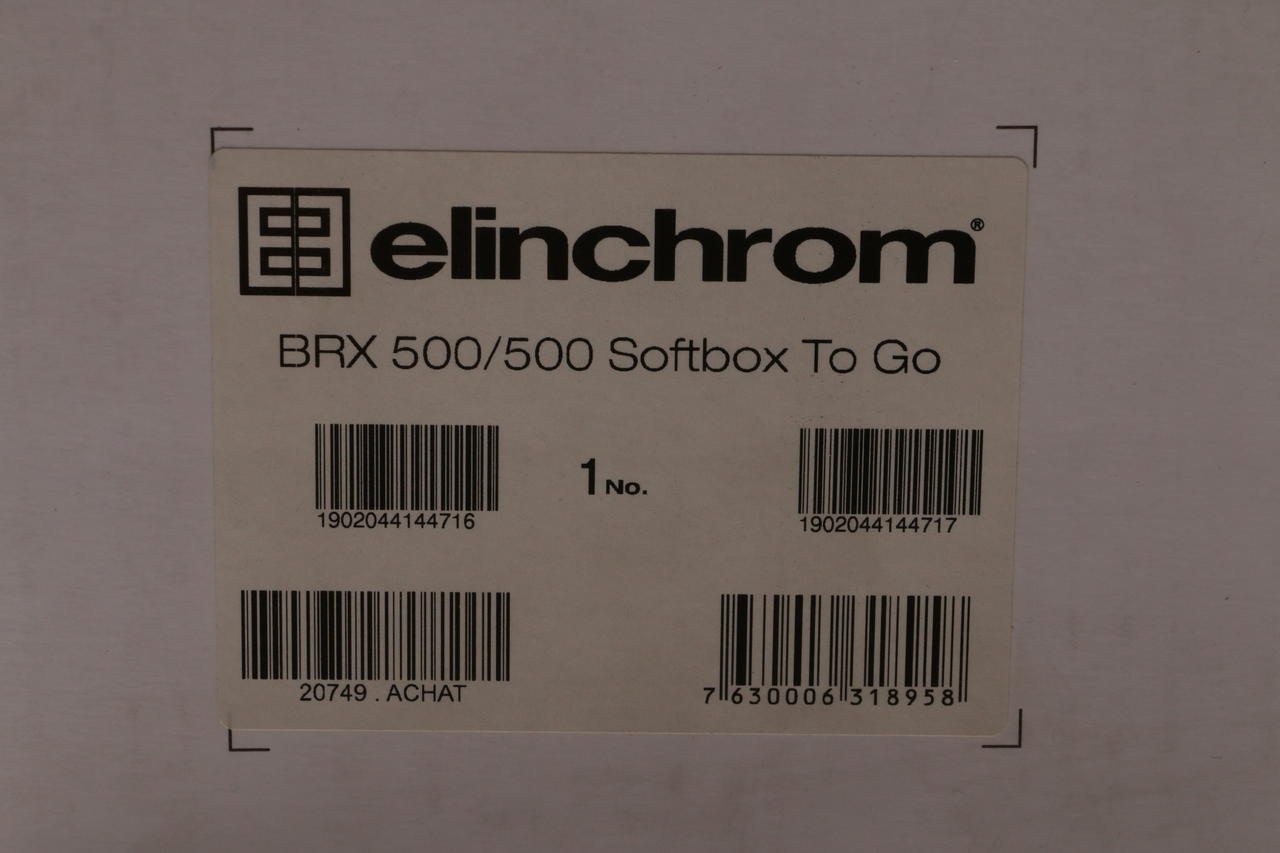 elinchrom®
BRX 500/500 Softbox To Go
1 No.
1902044144716
1902044144717
20749 . ACHAT
7 630006 318958